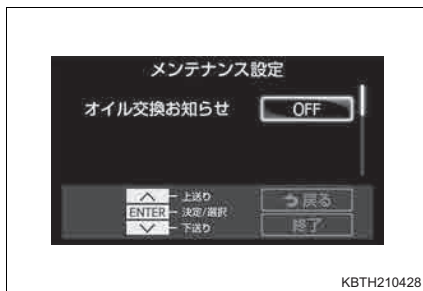 メンテナンス設定
オイル交換お知らせ OFF
上送り
ENTER 決定/選択
下送り
戻る
終了
KBTH210428